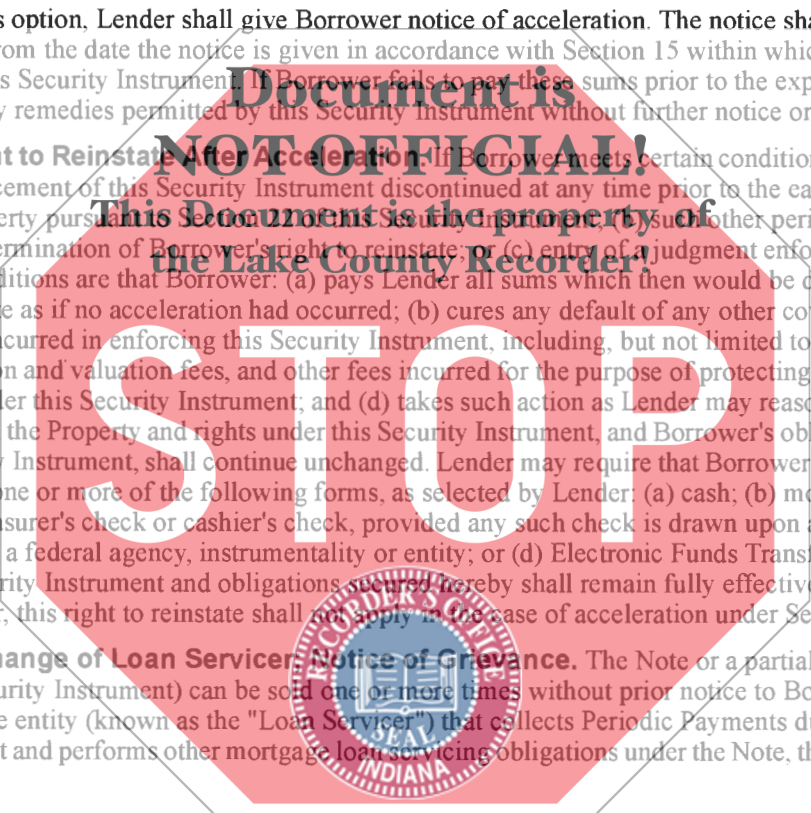 s option, Lender shall give Borrower notice of acceleration. The notice sha
rom the date the notice is given in accordance with Section 15 within whic
s Security Instrument. If Borrower fails to pay these sums prior to the exp
Document is
y remedies permitted by this Security Instrument without further notice or
NOT OFFICIAL!
t to Reinstate After Acceleration. If Borrower meets certain condition
cement of this Security Instrument discontinued at any time prior to the ea
This Document is the property of
erty pursuant to Section 22 of this Security Instrument; (b) such other per
the Lake County Recorder!
ermination of Borrower's right to reinstate; or (c) entry of a judgment enfo
ditions are that Borrower: (a) pays Lender all sums which then would be d
e as if no acceleration had occurred; (b) cures any default of any other co
curred in enforcing this Security Instrument, including, but not limited to
STOP
n and valuation fees, and other fees incurred for the purpose of protecting
ler this Security Instrument; and (d) takes such action as Lender may reaso
the Property and rights under this Security Instrument, and Borrower's obl
y Instrument, shall continue unchanged. Lender may require that Borrower
one or more of the following forms, as selected by Lender: (a) cash; (b) mo
asurer's check or cashier's check, provided any such check is drawn upon a
a federal agency, instrumentality or entity; or (d) Electronic Funds Transf
rity Instrument and obligations secured hereby shall remain fully effective
r, this right to reinstate shall not apply in the case of acceleration under Se
RECORDER'S OFFICE
SEAL
INDIANA
ange of Loan Servicer; Notice of Grievance. The Note or a partial
urity Instrument) can be sold one or more times without prior notice to Bo
e entity (known as the "Loan Servicer") that collects Periodic Payments du
t and performs other mortgage loan servicing obligations under the Note, th